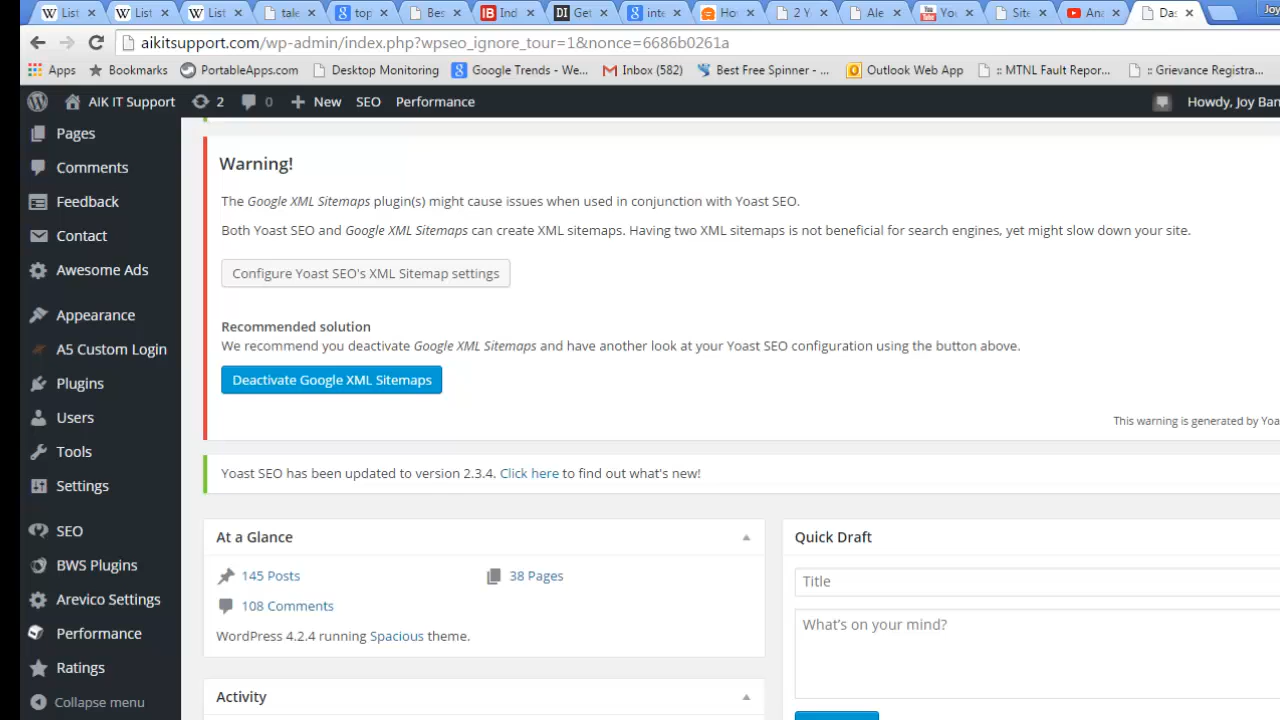 List
List
List
tale
top
Bes
Ind
Get
inte
Ho
2 Y
Ale
You
Site
Ana
Das
Joy
aikitsupport.com/wp-admin/index.php?wpseo_ignore_tour=1&nonce=6686b0261a
Apps
Bookmarks
PortableApps.com
Desktop Monitoring
Google Trends - We...
Inbox (582)
Best Free Spinner - ...
Outlook Web App
:: MTNL Fault Repor...
:: Grievance Registra...
AIK IT Support
2
0
New
SEO
Performance
Howdy, Joy Ban
Pages
Comments
Feedback
Contact
Awesome Ads
Appearance
A5 Custom Login
Plugins
Users
Tools
Settings
SEO
BWS Plugins
Arevico Settings
Performance
Ratings
Collapse menu
Warning!
The Google XML Sitemaps plugin(s) might cause issues when used in conjunction with Yoast SEO.
Both Yoast SEO and Google XML Sitemaps can create XML sitemaps. Having two XML sitemaps is not beneficial for search engines, yet might slow down your site.
Configure Yoast SEO's XML Sitemap settings
Recommended solution
We recommend you deactivate Google XML Sitemaps and have another look at your Yoast SEO configuration using the button above.
Deactivate Google XML Sitemaps
This warning is generated by Yoa
Yoast SEO has been updated to version 2.3.4. Click here to find out what's new!
At a Glance
145 Posts
38 Pages
108 Comments
WordPress 4.2.4 running Spacious theme.
Activity
Quick Draft
Title
What's on your mind?